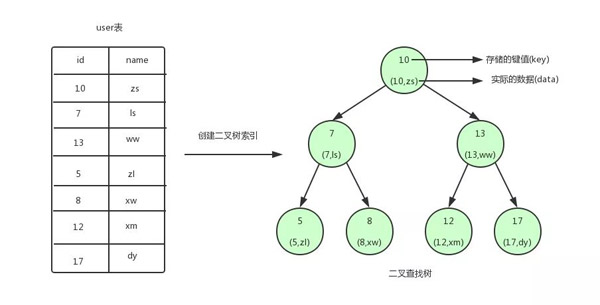 user表
id name
10 zs
7 ls
13 ww
5 zl
8 xw
12 xm
17 dy
创建二叉树索引
10
(10,zs)
存储的键值(key)
实际的数据(data)
7
(7,ls)
13
(13,ww)
5
(5,zl)
8
(8,xw)
12
(12,xm)
17
(17,dy)
二叉查找树